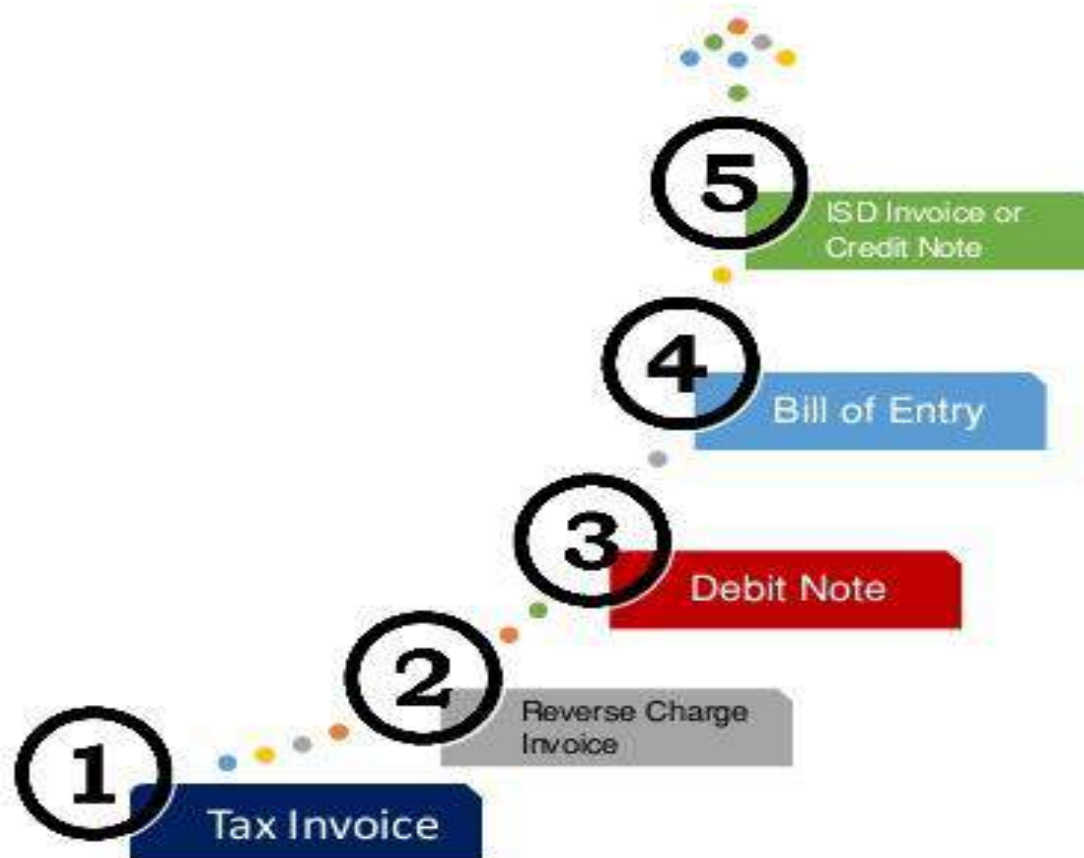 5
ISD Invoice or
Credit Note
4
Bill of Entry
3
Debit Note
2
Reverse Charge
Invoice
1
Tax Invoice